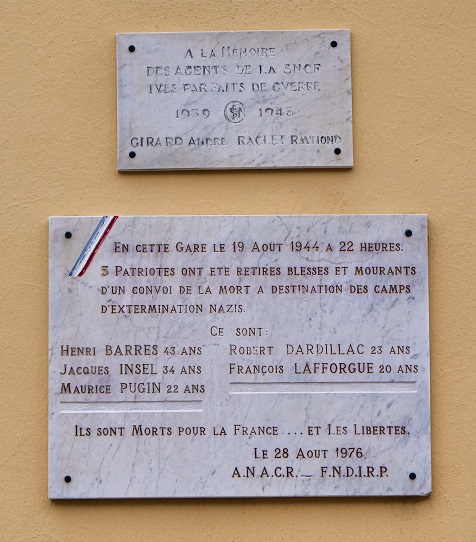 A LA MEMOIRE
DES AGENTS DE LA SNCF
TUES PAR FAITS DE GUERRE
1939 1945
GIRARD ANDRE RACLET RAYMOND
EN CETTE GARE LE 19 AOUT 1944 A 22 HEURES.
5 PATRIOTES ONT ETE RETIRES BLESSES ET MOURANTS
D'UN CONVOI DE LA MORT A DESTINATION DES CAMPS
D'EXTERMINATION NAZIS.
CE SONT:
HENRI BARRES 43 ANS ROBERT DARDILLAC 23 ANS
JACQUES INSEL 34 ANS FRANÇOIS LAFFORGUE 20 ANS
MAURICE PUGIN 22 ANS
ILS SONT MORTS POUR LA FRANCE ... ET LES LIBERTES.
LE 28 AOUT 1976.
A.N.A.C.R. _ F.N.D.I.R.P.